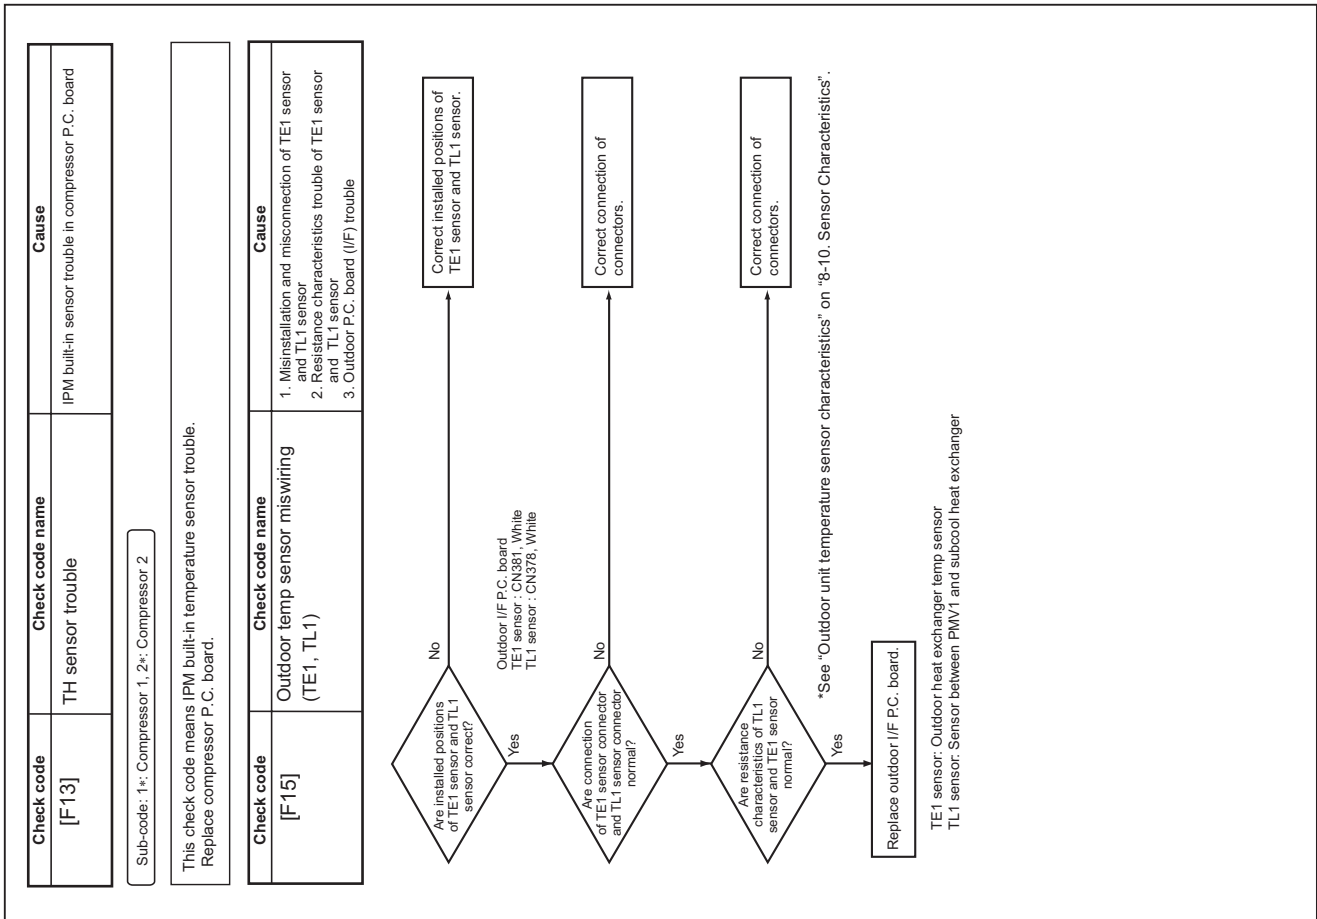 Check code
Check code name
Cause
[F13]
TH sensor trouble
IPM built-in sensor trouble in compressor P.C. board
Sub-code: 1*: Compressor 1, 2*: Compressor 2
This check code means IPM built-in temperature sensor trouble.
Replace compressor P.C. board.
Check code
Check code name
Cause
[F15]
Outdoor temp sensor miswiring
(TE1, TL1)
1. Misinstallation and misconnection of TE1 sensor
and TL1 sensor
2. Resistance characteristics trouble of TE1 sensor
and TL1 sensor
3. Outdoor P.C. board (I/F) trouble
Are installed positions
of TE1 sensor and TL1
sensor correct?
No
Correct installed positions of
TE1 sensor and TL1 sensor.
Yes
Outdoor I/F P.C. board
TE1 sensor : CN381, White
TL1 sensor : CN378, White
Are connection
of TE1 sensor connector
and TL1 sensor connector
normal?
No
Correct connection of
connectors.
Yes
Are resistance
characteristics of TL1
sensor and TE1 sensor
normal?
No
Correct connection of
connectors.
Yes
*See "Outdoor unit temperature sensor characteristics" on "8-10. Sensor Characteristics".
Replace outdoor I/F P.C. board.
TE1 sensor: Outdoor heat exchanger temp sensor
TL1 sensor: Sensor between PMV1 and subcool heat exchanger